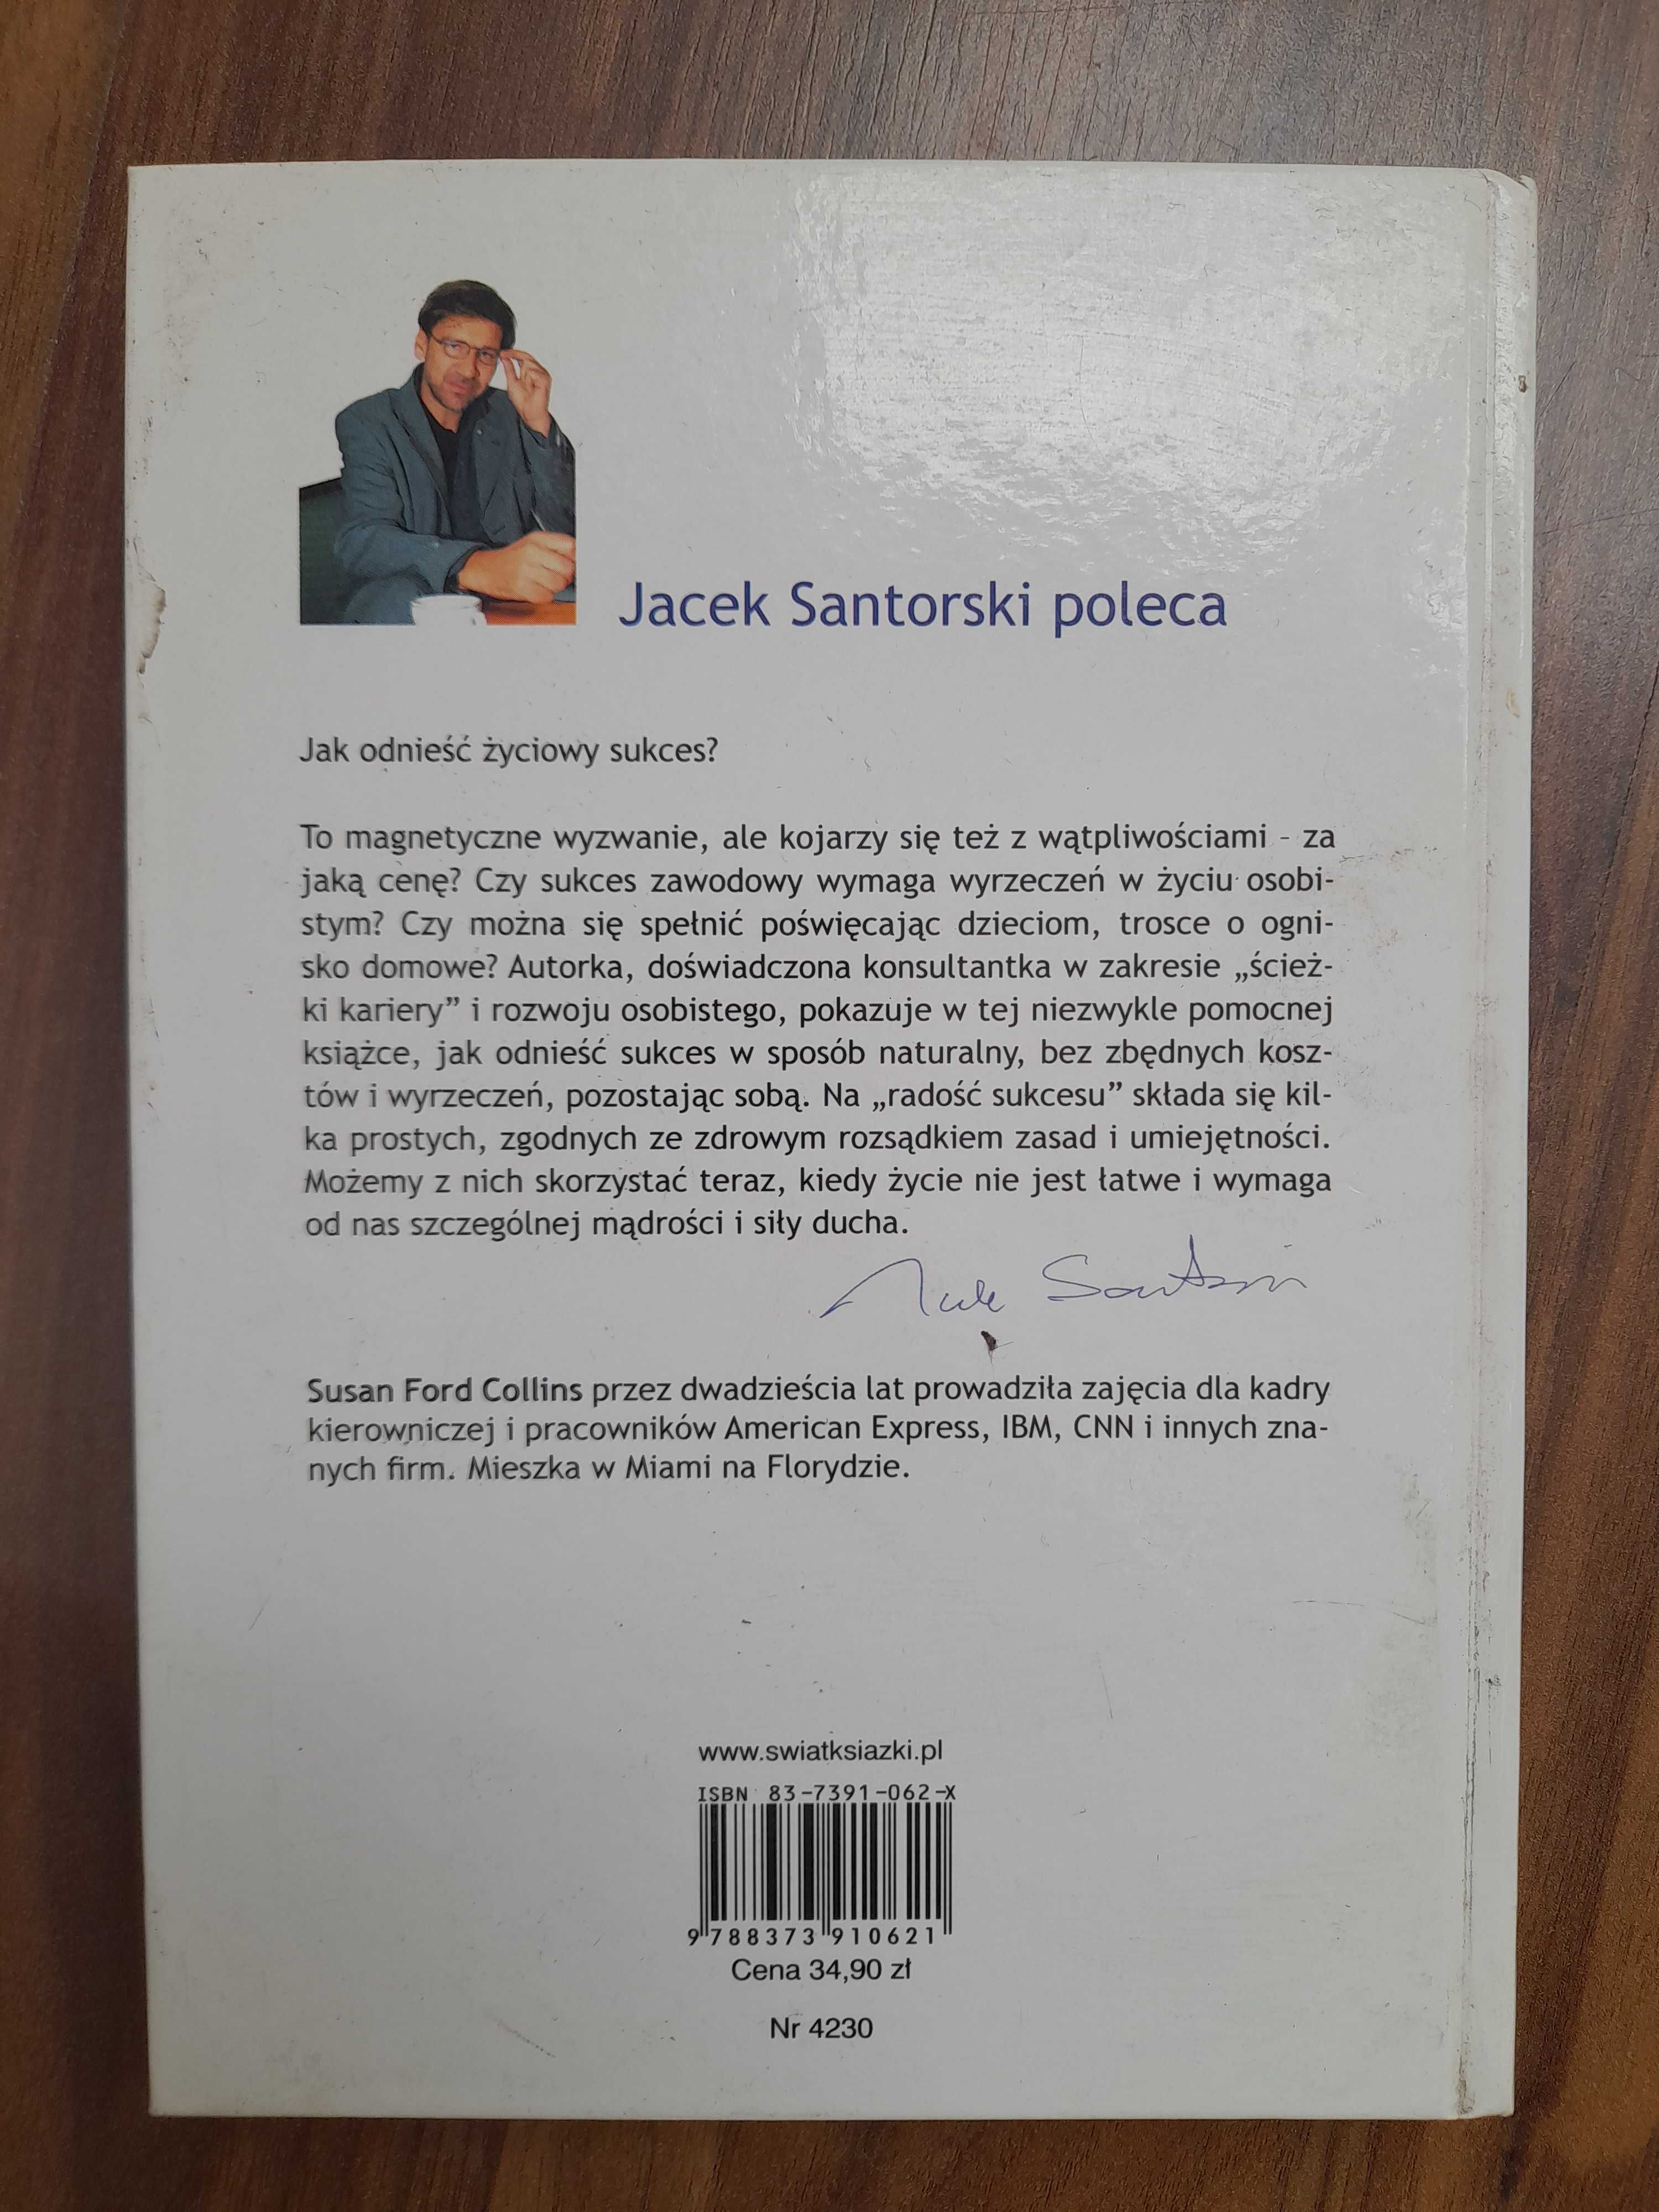 Jacek Santorski poleca
Jak odnieść życiowy sukces?
To magnetyczne wyzwanie, ale kojarzy się też z wątpliwościami – za
jaką cenę? Czy sukces zawodowy wymaga wyrzeczeń w życiu osobi-
stym? Czy można się spełnić poświęcając dzieciom, trosce o ogni-
sko domowe? Autorka, doświadczona konsultantka w zakresie „ścież-
ki kariery” i rozwoju osobistego, pokazuje w tej niezwykle pomocnej
książce, jak odnieść sukces w sposób naturalny, bez zbędnych kosz-
tów i wyrzeczeń, pozostając sobą. Na „radość sukcesu” składa się kil-
ka prostych, zgodnych ze zdrowym rozsądkiem zasad i umiejętności.
Możemy z nich skorzystać teraz, kiedy życie nie jest łatwe i wymaga
od nas szczególnej mądrości i siły ducha.
Susan Ford Collins przez dwadzieścia lat prowadziła zajęcia dla kadry
kierowniczej i pracowników American Express, IBM, CNN i innych zna-
nych firm. Mieszka w Miami na Florydzie.
www.swiatksiazki.pl
ISBN 83-7391-062-X
9 788373 910621
Cena 34,90 zł
Nr 4230